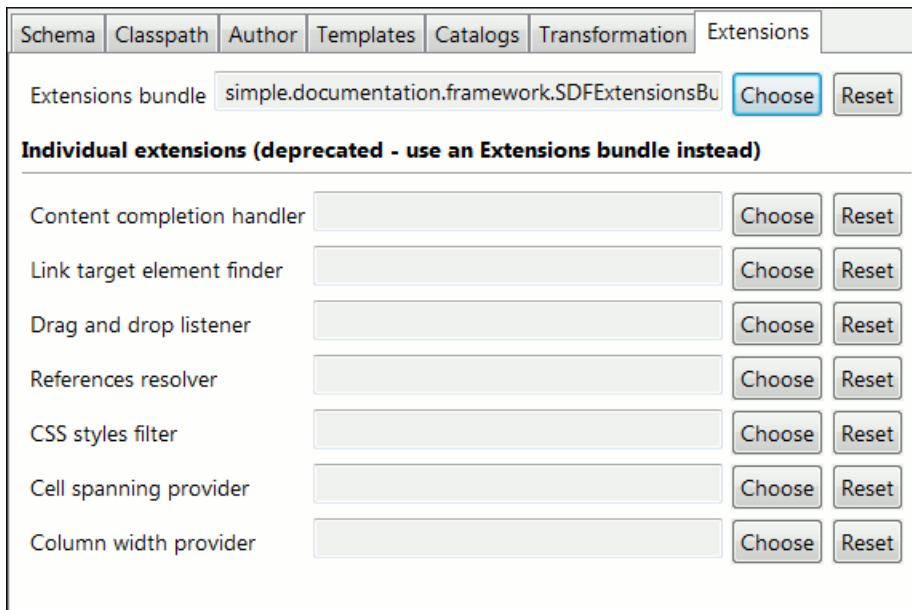 Schema Classpath Author Templates Catalogs Transformation Extensions
Extensions bundle simple.documentation.framework.SDFExtensionsBu Choose Reset
Individual extensions (deprecated - use an Extensions bundle instead)
Content completion handler Choose Reset
Link target element finder Choose Reset
Drag and drop listener Choose Reset
References resolver Choose Reset
CSS styles filter Choose Reset
Cell spanning provider Choose Reset
Column width provider Choose Reset